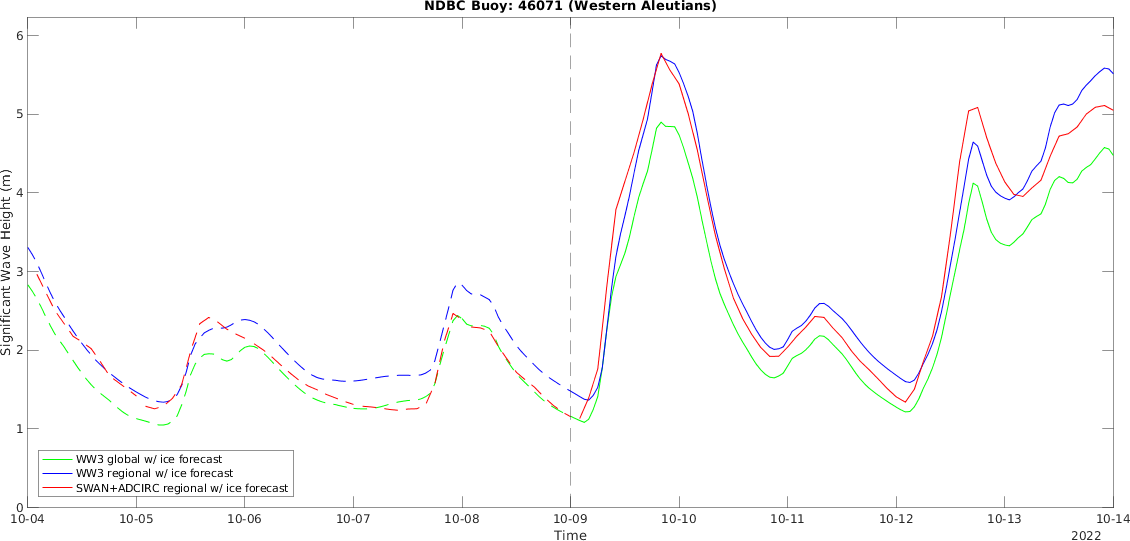 NDBC Buoy: 46071 (Western Aleutians)
Significant Wave Height (m)
6
5
4
3
2
1
0
WW3 global w/ ice forecast
WW3 regional w/ ice forecast
SWAN+ADCIRC regional w/ ice forecast
10-04 10-05 10-06 10-07 10-08 10-09 10-10 10-11 10-12 10-13 10-14
Time
2022